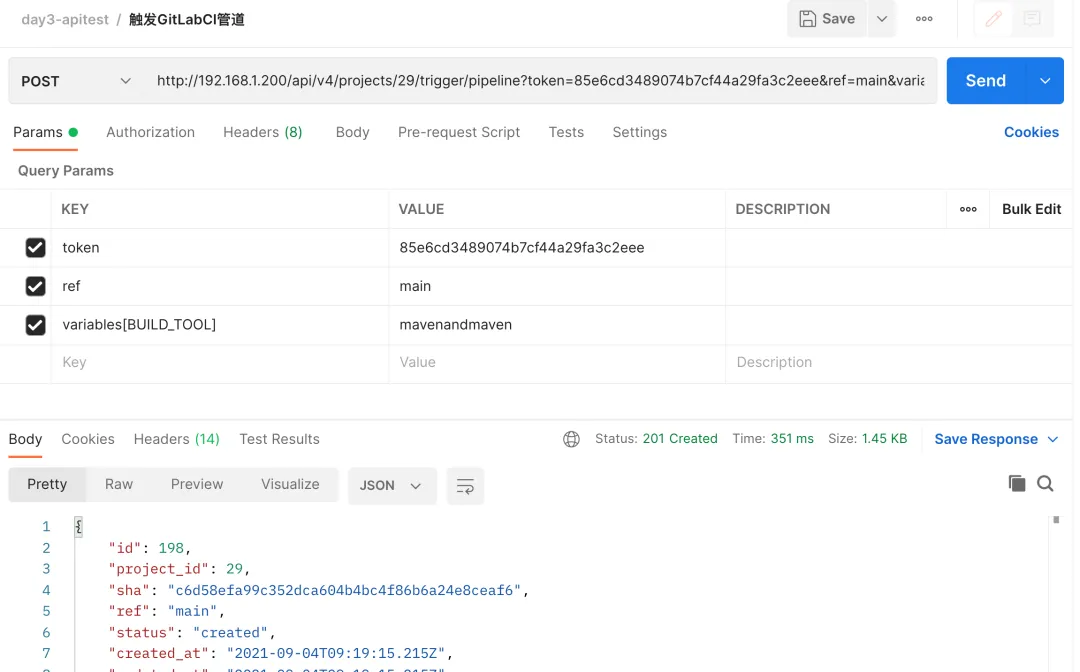 day3-apitest / 触发GitLabCI管道 Save
POST http://192.168.1.200/api/v4/projects/29/trigger/pipeline?token=85e6cd3489074b7cf44a29fa3c2eee&ref=main&varia Send
Params Authorization Headers (8) Body Pre-request Script Tests Settings Cookies
Query Params
KEY VALUE DESCRIPTION Bulk Edit
token 85e6cd3489074b7cf44a29fa3c2eee
ref main
variables[BUILD_TOOL] mavenandmaven
Key Value Description
Body Cookies Headers (14) Test Results Status: 201 Created Time: 351 ms Size: 1.45 KB Save Response
Pretty Raw Preview Visualize JSON
1 {
2 "id": 198,
3 "project_id": 29,
4 "sha": "c6d58efa99c352dca604b4bc4f86b6a24e8ceaf6",
5 "ref": "main",
6 "status": "created",
7 "created_at": "2021-09-04T09:19:15.215Z",